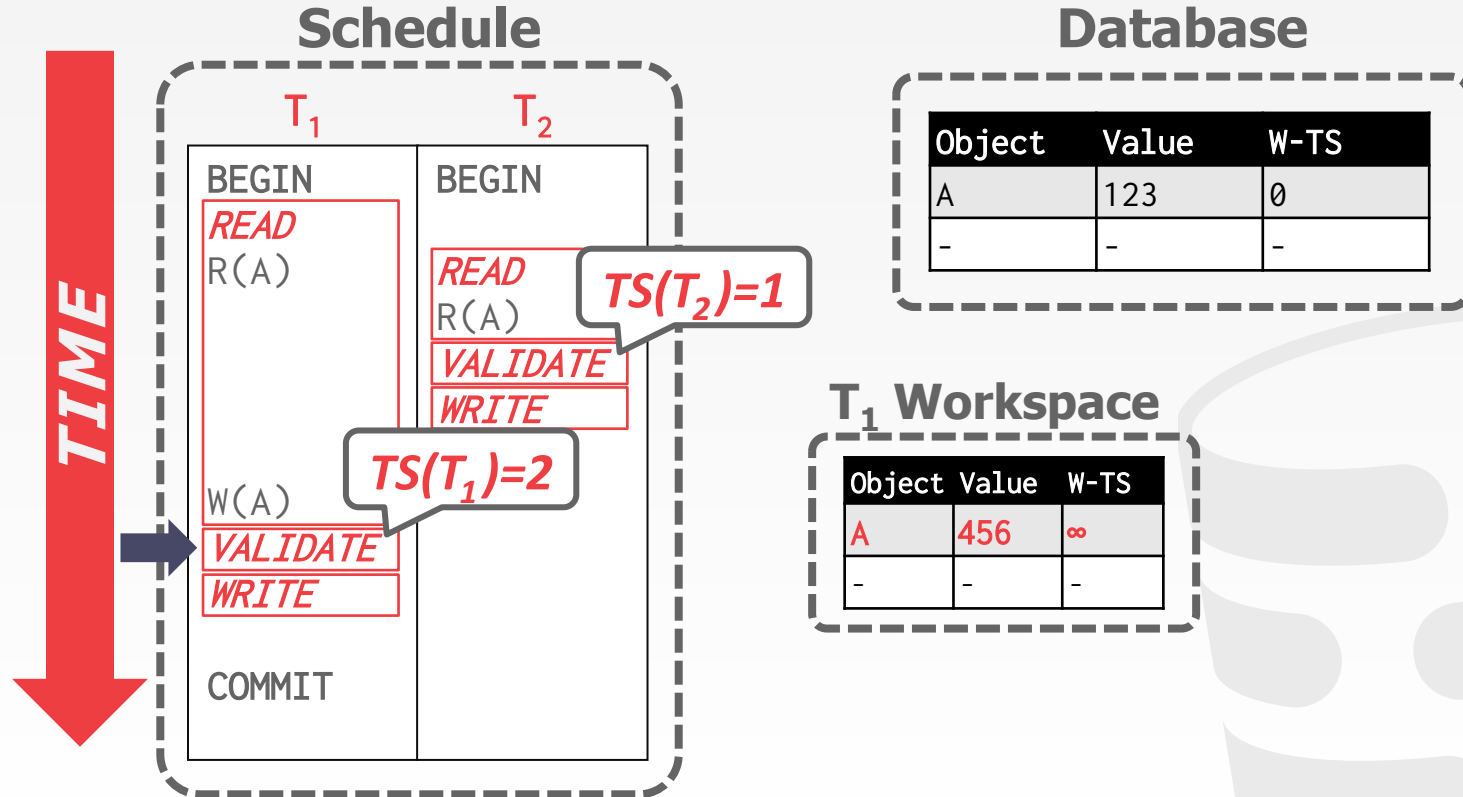 Schedule
Database
TIME
T₁ T₂
BEGIN BEGIN
READ
R(A)
READ
R(A)
TS(T₂)=1
VALIDATE
WRITE
TS(T₁)=2
W(A)
VALIDATE
WRITE
COMMIT
Object Value W-TS
A 123 0
- - -
T₁ Workspace
Object Value W-TS
A 456 ∞
- - -